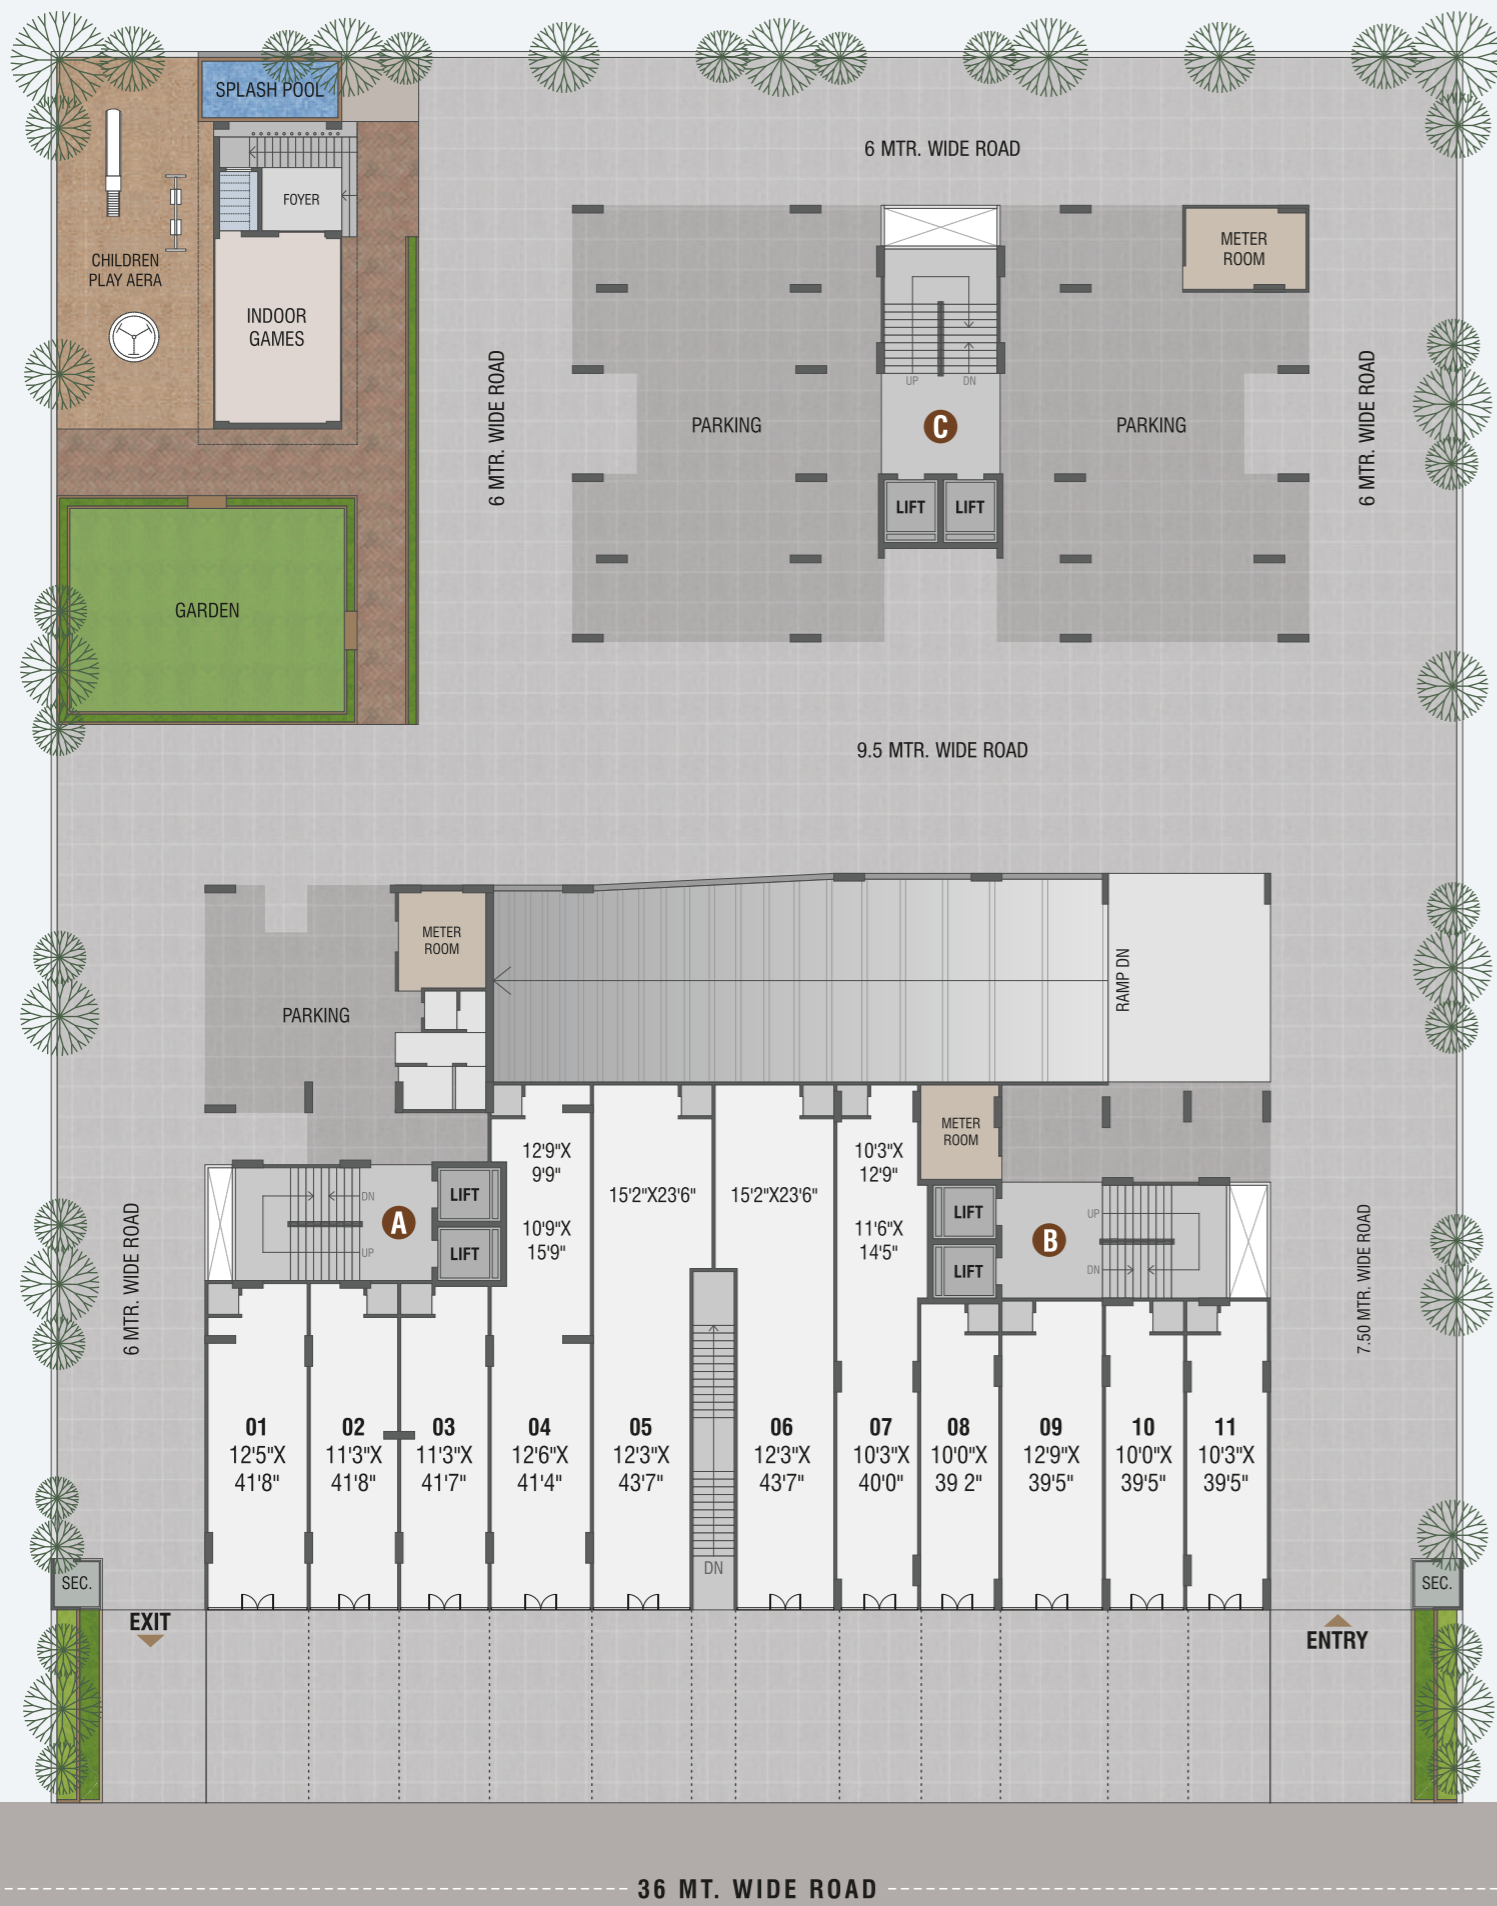 SPLASH POOL
6 MTR. WIDE ROAD
FOYER
METER
ROOM
CHILDREN
PLAY AERA
INDOOR
GAMES
6 MTR. WIDE ROAD
UP
DN
PARKING
C
PARKING
6 MTR. WIDE ROAD
LIFT
LIFT
GARDEN
9.5 MTR. WIDE ROAD
METER
ROOM
RAMP DN
PARKING
METER
ROOM
12'9"X
9'9"
10'9"X
15'9"
15'2"X23'6"
15'2"X23'6"
10'3"X
12'9"
11'6"X
14'5"
DN
UP
A
LIFT
LIFT
LIFT
LIFT
B
UP
DN
6 MTR. WIDE ROAD
7.50 MTR. WIDE ROAD
01
12'5"X
41'8"
02
11'3"X
41'8"
03
11'3"X
41'7"
04
12'6"X
41'4"
05
12'3"X
43'7"
06
12'3"X
43'7"
07
10'3"X
40'0"
08
10'0"X
39 2"
09
12'9"X
39'5"
10
10'0"X
39'5"
11
10'3"X
39'5"
DN
SEC.
SEC.
EXIT
ENTRY
36 MT. WIDE ROAD